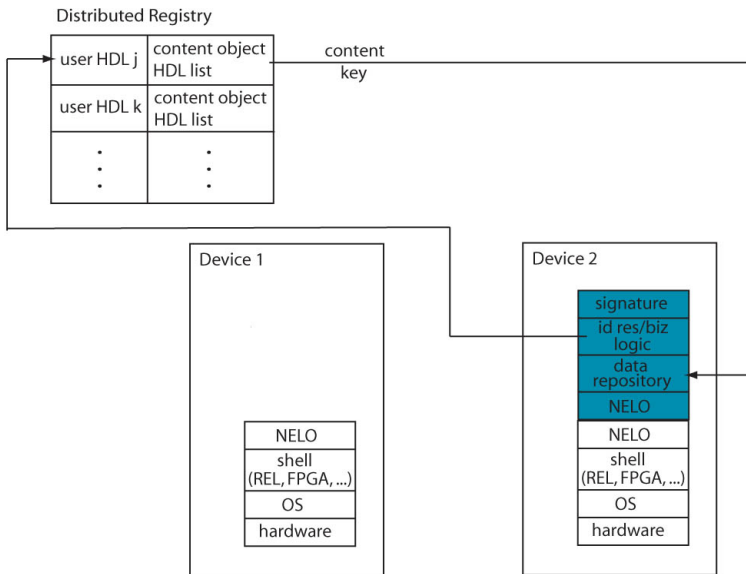 Distributed Registry
user HDL j
content object
HDL list
content
key
user HDL k
content object
HDL list
Device 1
NELO
shell
(REL, FPGA, ...)
OS
hardware
Device 2
signature
id res/biz
logic
data
repository
NELO
NELO
shell
(REL, FPGA, ...)
OS
hardware